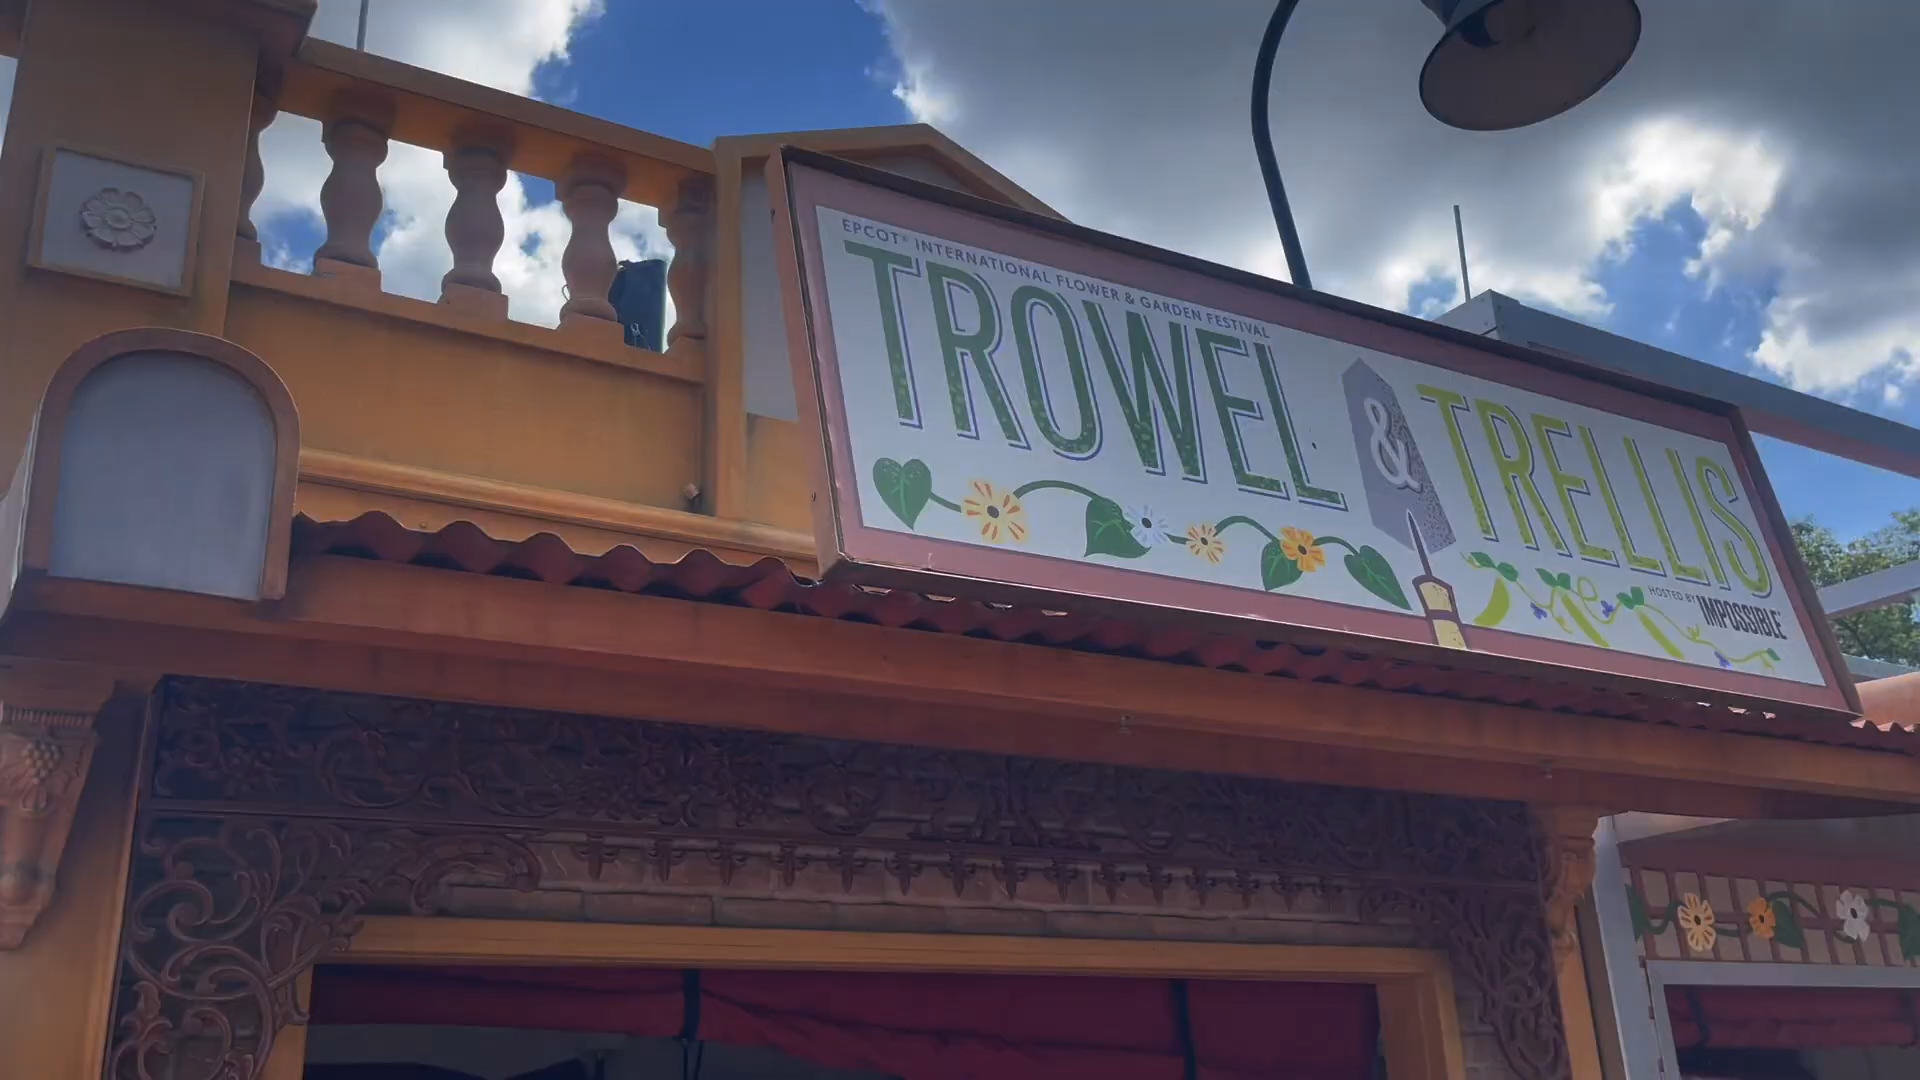 EPCOT® INTERNATIONAL FLOWER & GARDEN FESTIVAL
TROWEL & TRELLIS
HOSTED BY IMPOSSIBLE